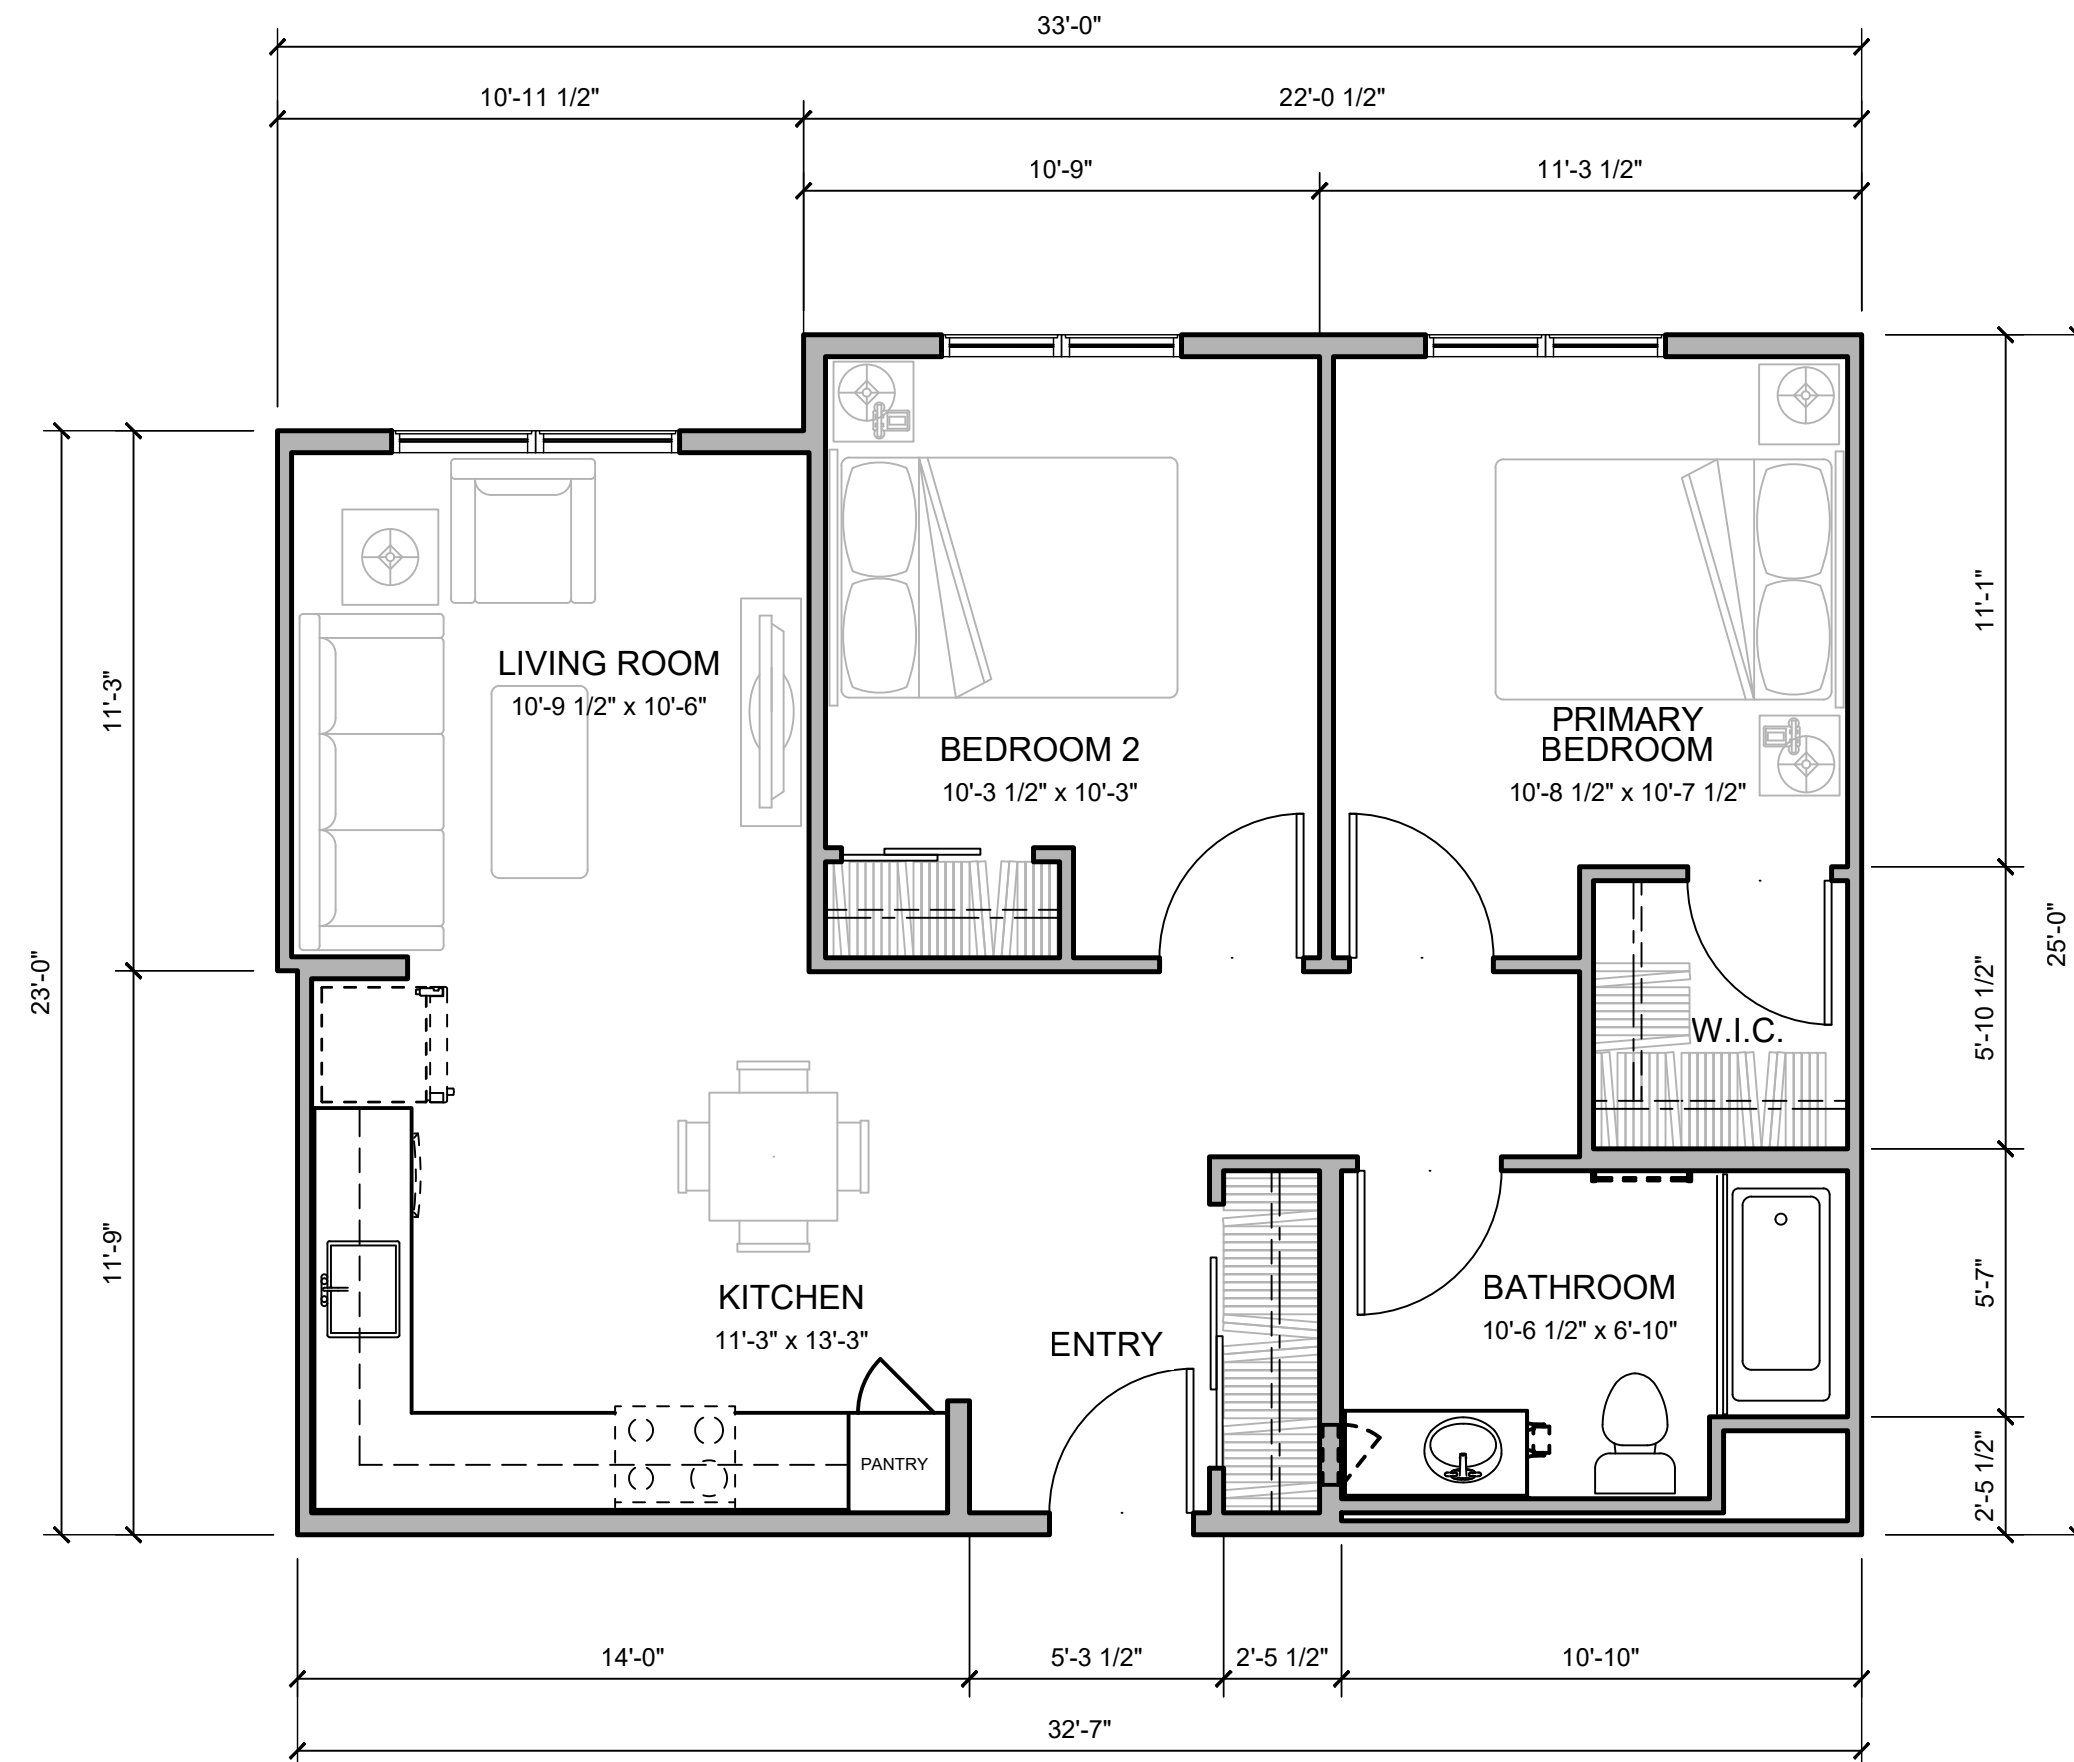 33'-0"
10'-11 1/2"
22'-0 1/2"
10'-9"
11'-3 1/2"
LIVING ROOM
10'-9 1/2" x 10'-6"
BEDROOM 2
10'-3 1/2" x 10'-3"
PRIMARY
BEDROOM
10'-8 1/2" x 10'-7 1/2"
11'-3"
23'-0"
11'-9"
11'-1"
25'-0"
5'-10 1/2"
W.I.C.
5'-7"
2'-5 1/2"
KITCHEN
11'-3" x 13'-3"
ENTRY
BATHROOM
10'-6 1/2" x 6'-10"
PANTRY
14'-0"
5'-3 1/2"
2'-5 1/2"
10'-10"
32'-7"